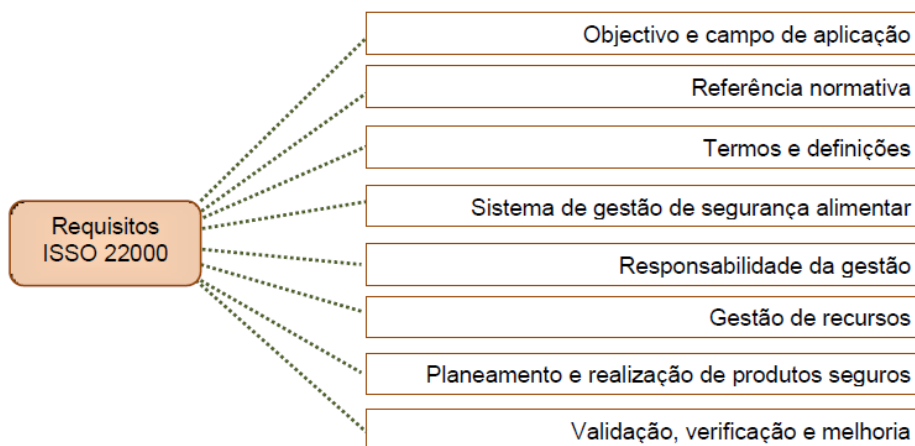 Objectivo e campo de aplicação
Referência normativa
Termos e definições
Sistema de gestão de segurança alimentar
Requisitos
ISSO 22000
Responsabilidade da gestão
Gestão de recursos
Planeamento e realização de produtos seguros
Validação, verificação e melhoria